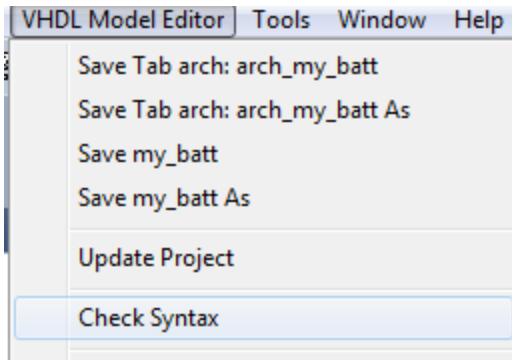 VHDL Model Editor Tools Window Help
Save Tab arch: arch_my_batt
Save Tab arch: arch_my_batt As
Save my_batt
Save my_batt As
Update Project
Check Syntax